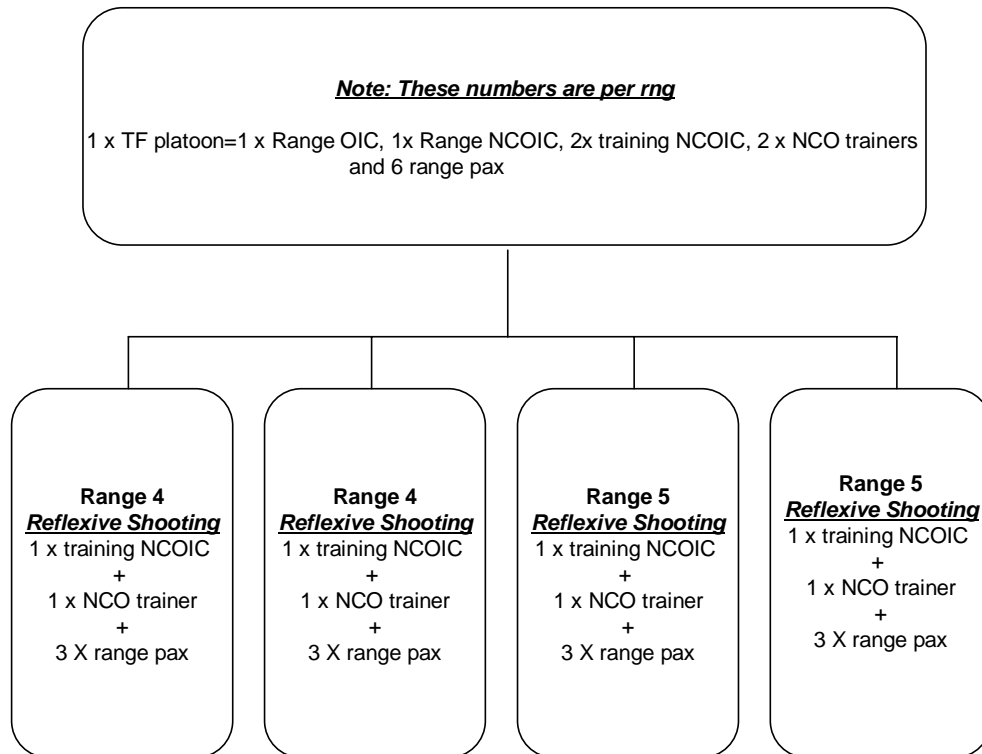 Note: These numbers are per rng
1 x TF platoon=1 x Range OIC, 1x Range NCOIC, 2x training NCOIC, 2 x NCO trainers
and 6 range pax
Range 4
Reflexive Shooting
1 x training NCOIC
+
1 x NCO trainer
+
3 X range pax
Range 4
Reflexive Shooting
1 x training NCOIC
+
1 x NCO trainer
+
3 X range pax
Range 5
Reflexive Shooting
1 x training NCOIC
+
1 x NCO trainer
+
3 X range pax
Range 5
Reflexive Shooting
1 x training NCOIC
+
1 x NCO trainer
+
3 X range pax